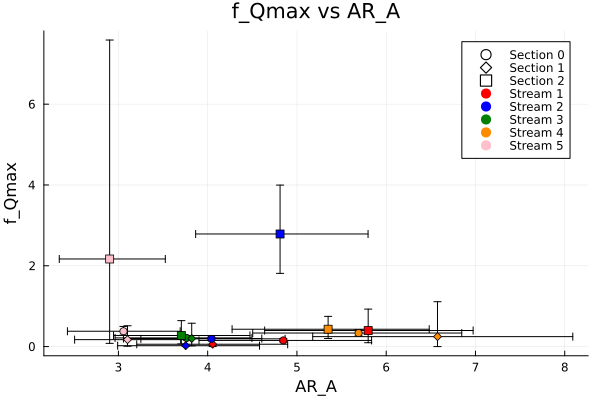 f_Qmax vs AR_A
Section 0
Section 1
Section 2
Stream 1
Stream 2
Stream 3
Stream 4
Stream 5
f_Qmax
6
4
2
0
3
4
5
6
7
8
AR_A